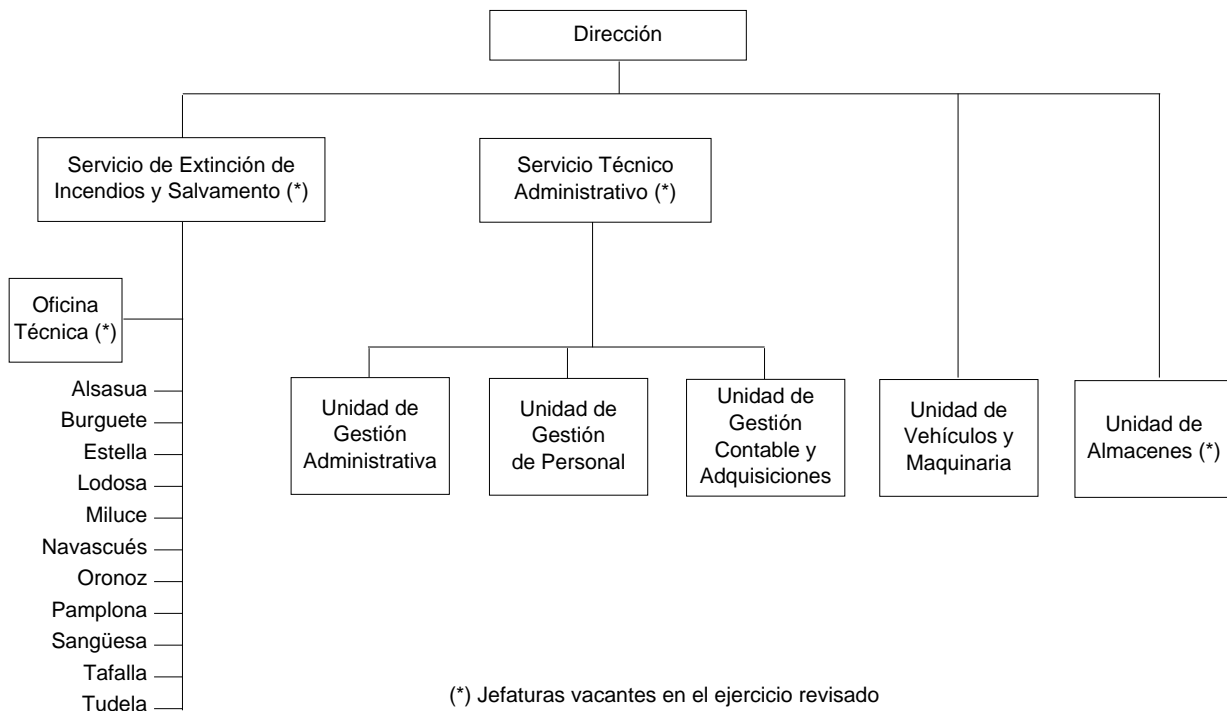 Dirección
Servicio de Extinción de
Incendios y Salvamento (*)
Servicio Técnico
Administrativo (*)
Oficina
Técnica (*)
Alsasua
Burguete
Estella
Lodosa
Miluce
Navascués
Oronoz
Pamplona
Sangüesa
Tafalla
Tudela
Unidad de
Gestión
Administrativa
Unidad de
Gestión
de Personal
Unidad de
Gestión
Contable y
Adquisiciones
Unidad de
Vehículos y
Maquinaria
Unidad de
Almacenes (*)
(*) Jefaturas vacantes en el ejercicio revisado